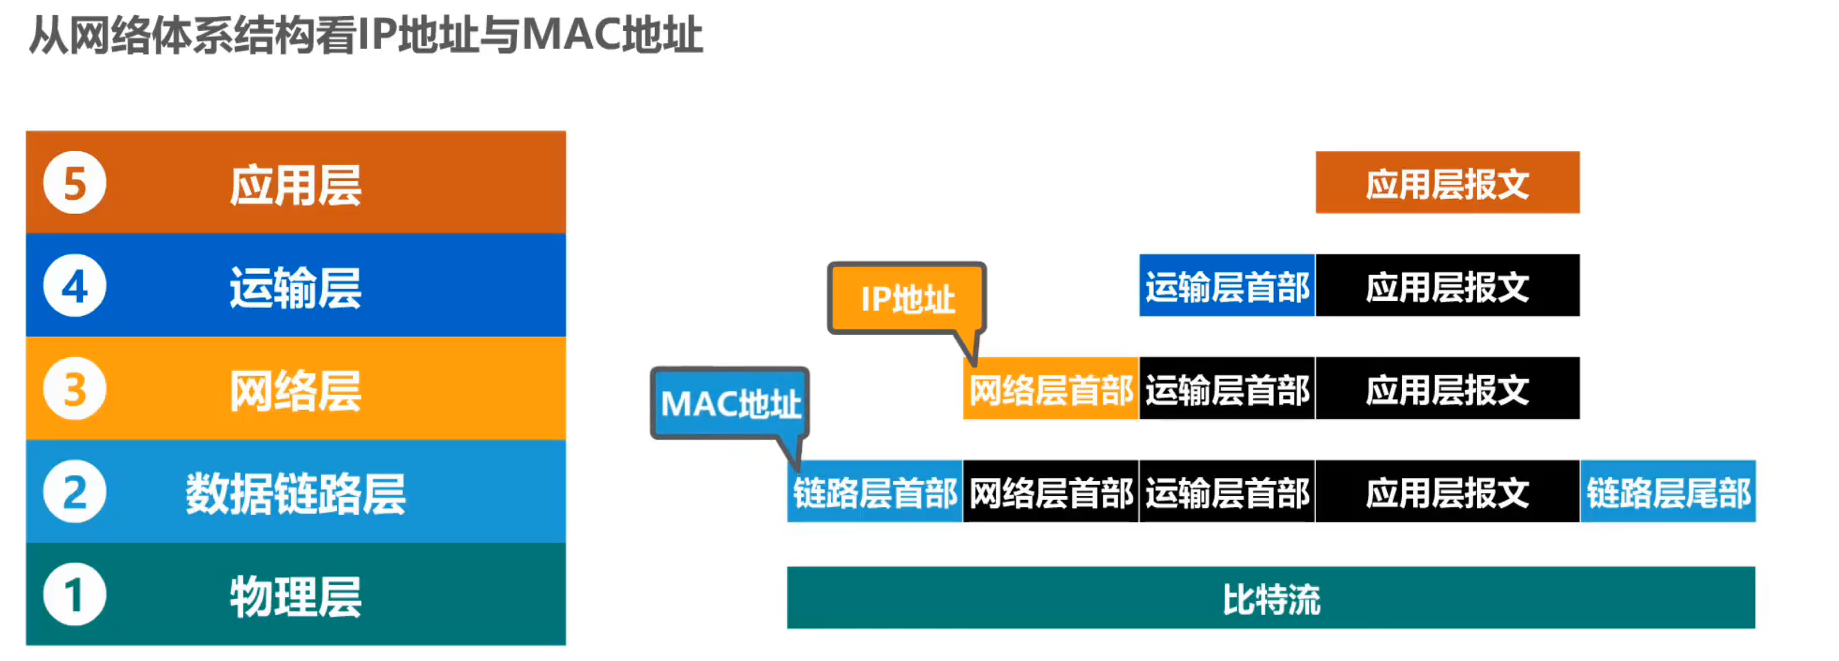 从网络体系结构看IP地址与MAC地址
5 应用层
应用层报文
4 运输层
IP地址
运输层首部 应用层报文
3 网络层
MAC地址
网络层首部 运输层首部 应用层报文
2 数据链路层
链路层首部 网络层首部 运输层首部 应用层报文 链路层尾部
1 物理层
比特流